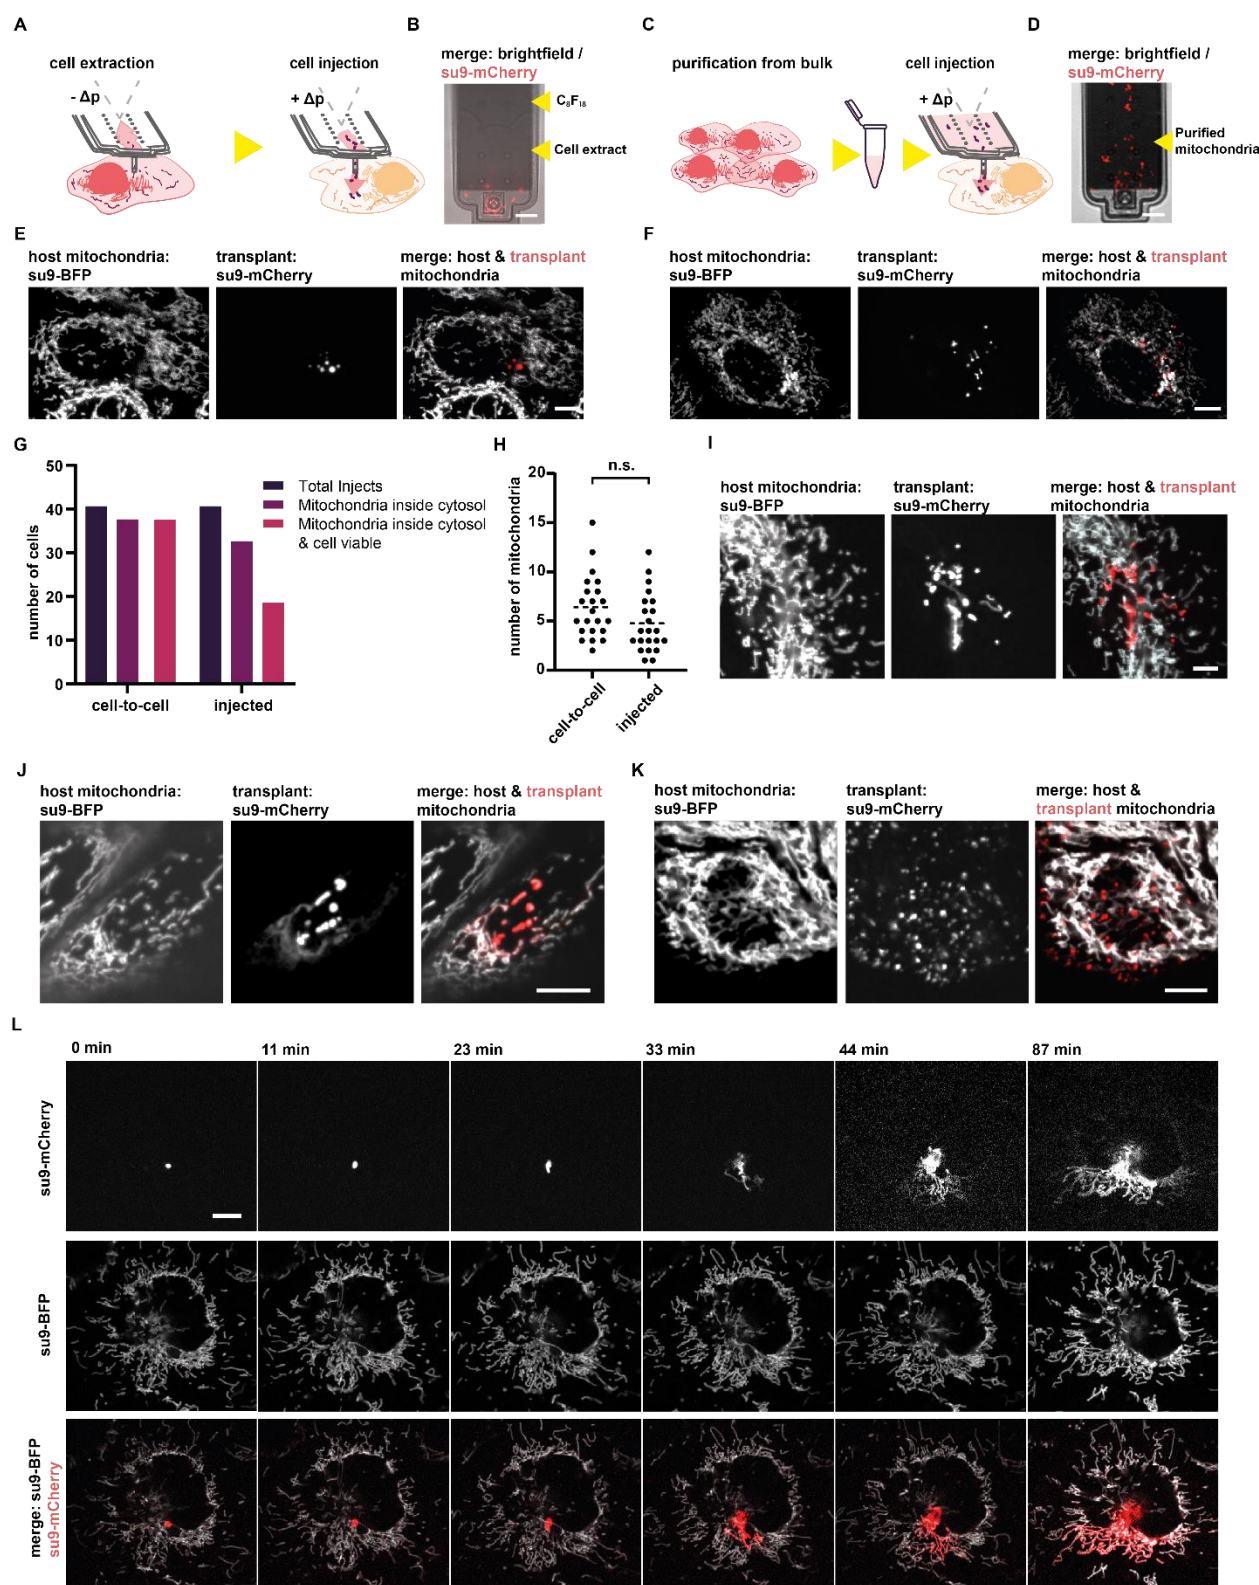 A
cell extraction
- Δp
cell injection
+ Δp
B
merge: brightfield /
su9-mCherry
C₈F₁₈
Cell extract
C
purification from bulk
cell injection
+ Δp
D
merge: brightfield /
su9-mCherry
Purified
mitochondria
E
host mitochondria:
su9-BFP
transplant:
su9-mCherry
merge: host & transplant
mitochondria
F
host mitochondria:
su9-BFP
transplant:
su9-mCherry
merge: host & transplant
mitochondria
G
number of cells
50
40
30
20
10
0
Total Injects
Mitochondria inside cytosol
Mitochondria inside cytosol
& cell viable
cell-to-cell
injected
H
number of mitochondria
20
15
10
5
0
n.s.
cell-to-cell
injected
I
host mitochondria:
su9-BFP
transplant:
su9-mCherry
merge: host & transplant
mitochondria
J
host mitochondria:
su9-BFP
transplant:
su9-mCherry
merge: host & transplant
mitochondria
K
host mitochondria:
su9-BFP
transplant:
su9-mCherry
merge: host &
transplant mitochondria
L
0 min
11 min
23 min
33 min
44 min
87 min
su9-mCherry
su9-BFP
merge: su9-BFP
su9-mCherry